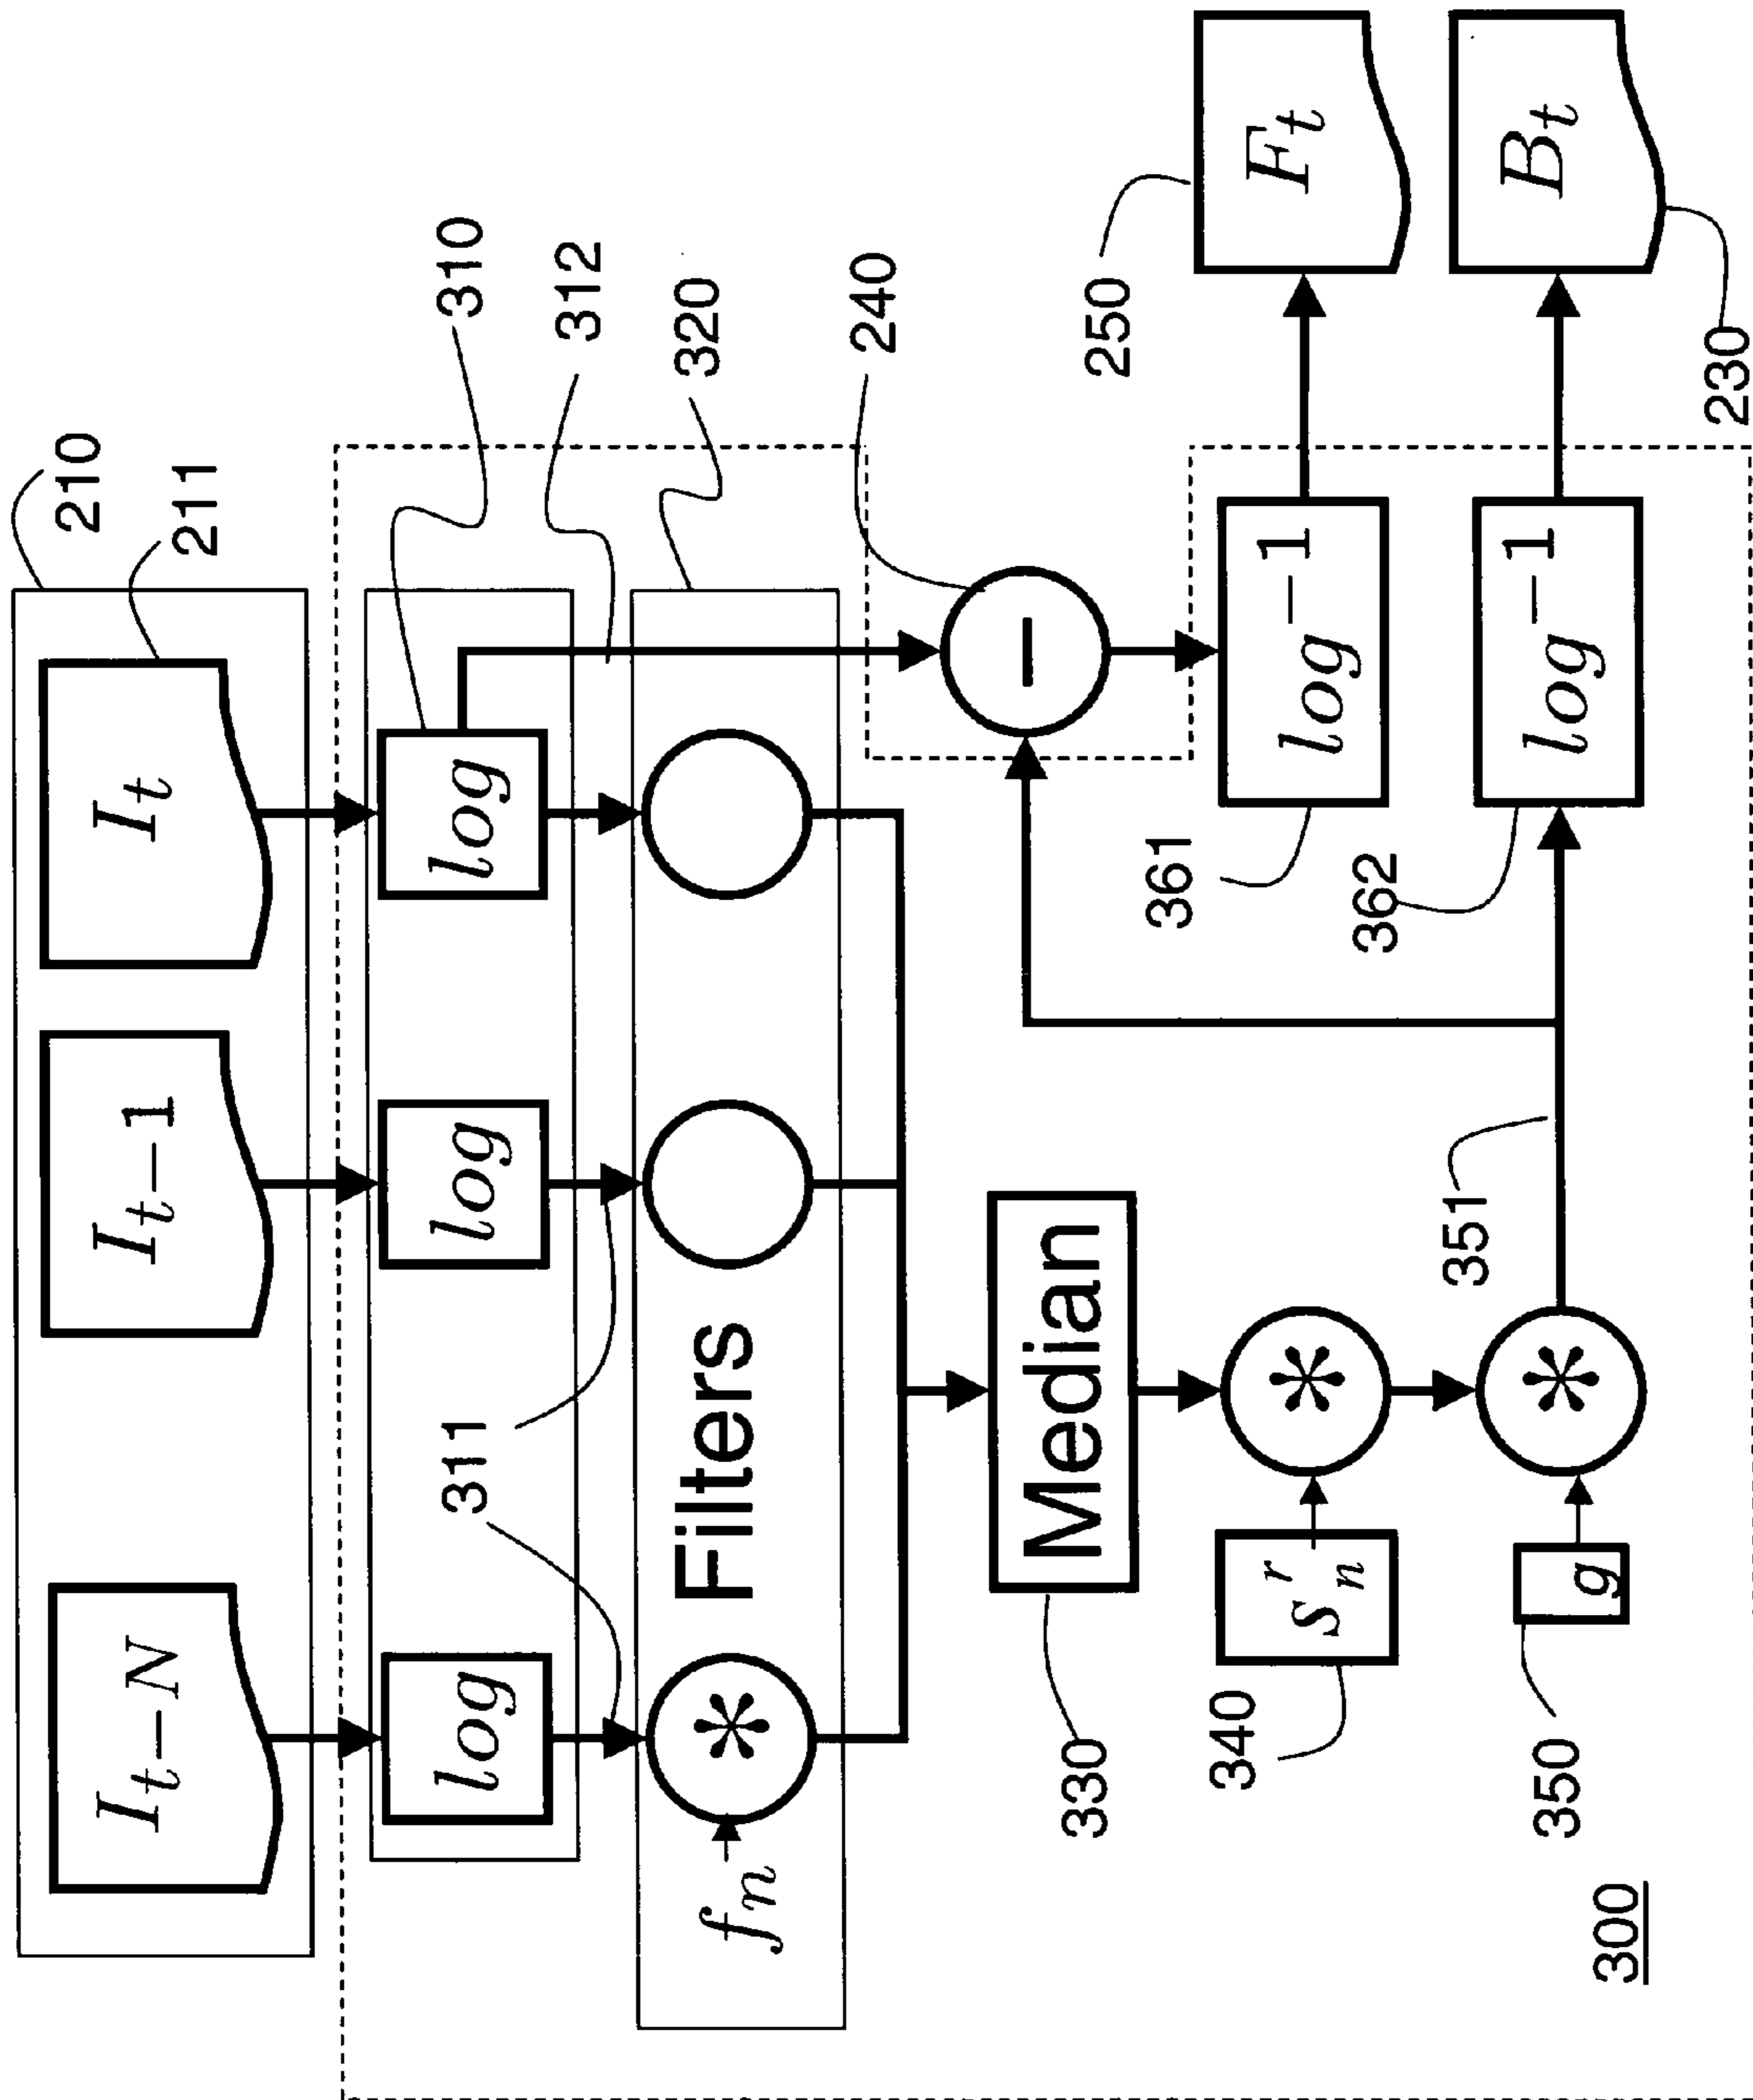 210
211
I_{t-N}
I_{t-1}
I_t
310
312
320
log
log
log
311
f_n
*
Filters
240
−
330
Median
340
s_n^r
*
350
g
*
351
361
log^{-1}
362
log^{-1}
250
F_t
B_t
230
300